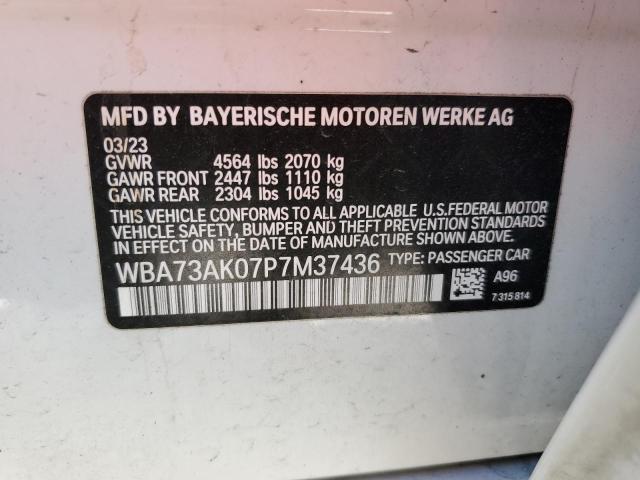 MFD BY BAYERISCHE MOTOREN WERKE AG
03/23
GVWR 4564 lbs 2070 kg
GAWR FRONT 2447 lbs 1110 kg
GAWR REAR 2304 lbs 1045 kg
THIS VEHICLE CONFORMS TO ALL APPLICABLE U.S.FEDERAL MOTOR
VEHICLE SAFETY, BUMPER AND THEFT PREVENTION STANDARDS
IN EFFECT ON THE DATE OF MANUFACTURE SHOWN ABOVE.
WBA73AK07P7M37436 TYPE: PASSENGER CAR
A96
7 315 814